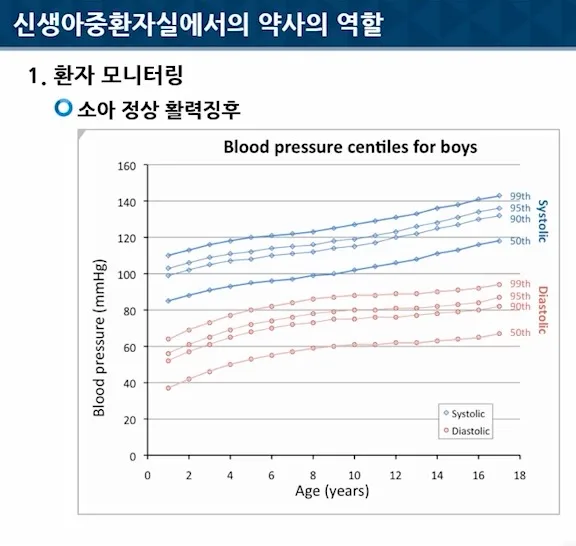 신생아중환자실에서의 약사의 역할
1. 환자 모니터링
소아 정상 활력징후
Blood pressure centiles for boys
Blood pressure (mmHg)
160
140
120
100
80
60
40
20
0
99th
95th
90th
50th
Systolic
99th
95th
90th
50th
Diastolic
Systolic
Diastolic
0 2 4 6 8 10 12 14 16 18
Age (years)